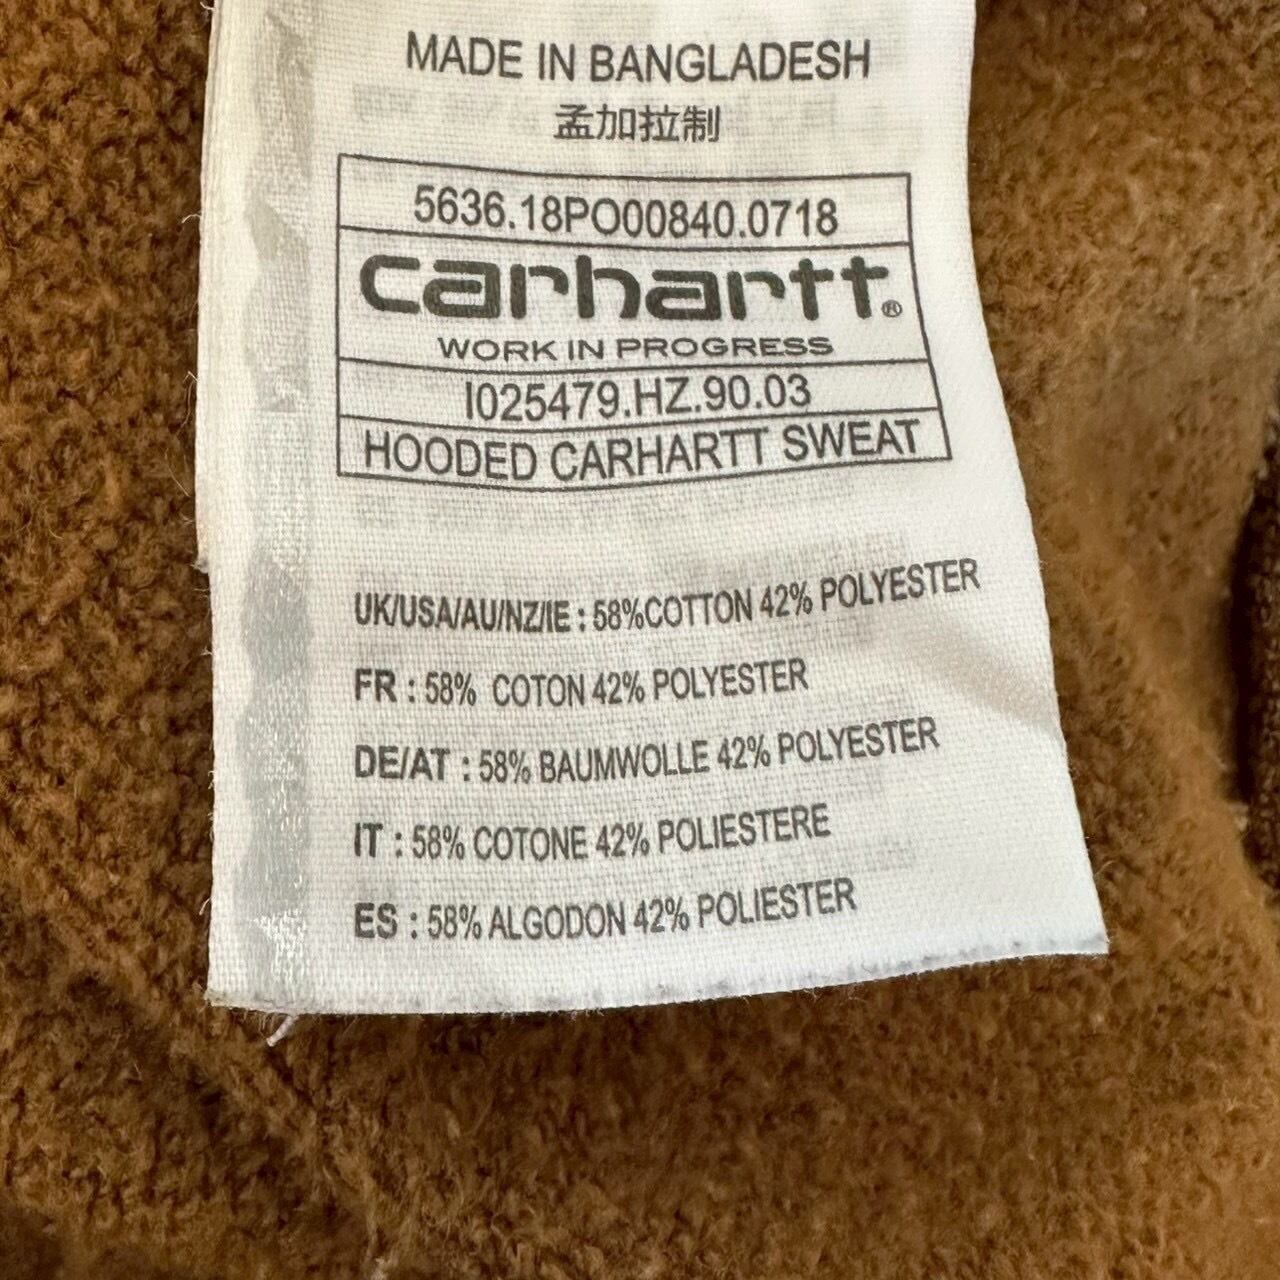 MADE IN BANGLADESH
孟加拉制
5636.18PO00840.0718
carhartt®
WORK IN PROGRESS
I025479.HZ.90.03
HOODED CARHARTT SWEAT
UK/USA/AU/NZ/IE : 58%COTTON 42% POLYESTER
FR : 58% COTON 42% POLYESTER
DE/AT : 58% BAUMWOLLE 42% POLYESTER
IT : 58% COTONE 42% POLIESTERE
ES : 58% ALGODON 42% POLIESTER